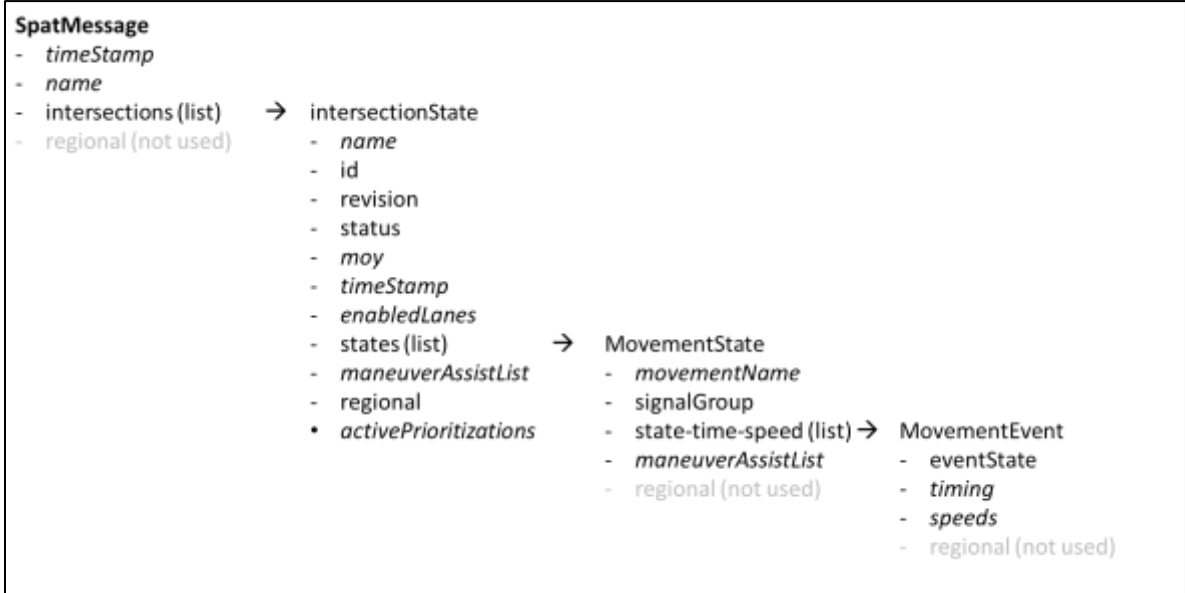 SpatMessage
- timeStamp
- name
- intersections (list) → intersectionState
- regional (not used) - name
- id
- revision
- status
- moy
- timeStamp
- enabledLanes
- states (list) → MovementState
- maneuverAssistList - movementName
- regional - signalGroup
• activePrioritizations - state-time-speed (list) → MovementEvent
- maneuverAssistList - eventState
- regional (not used) - timing
- speeds
- regional (not used)